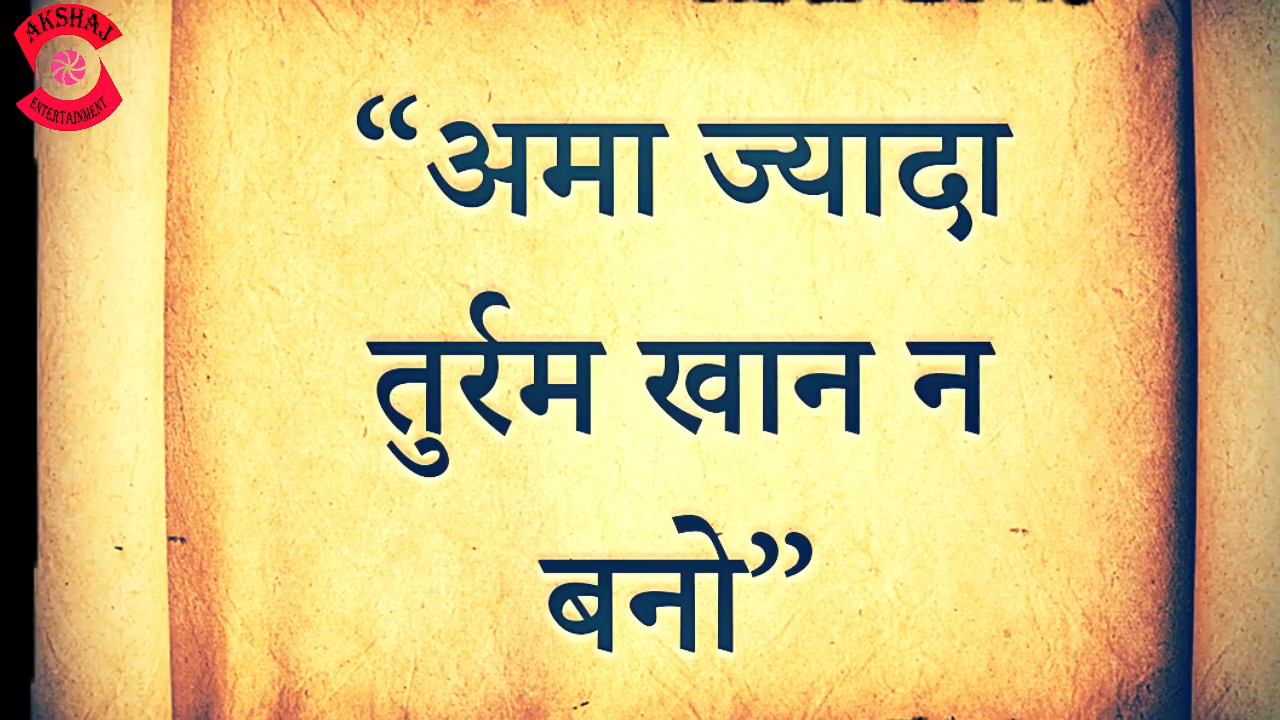 AKSHAJ
ENTERTAINMENT
“अमा ज्यादा
तुर्रम खान न
बनो”